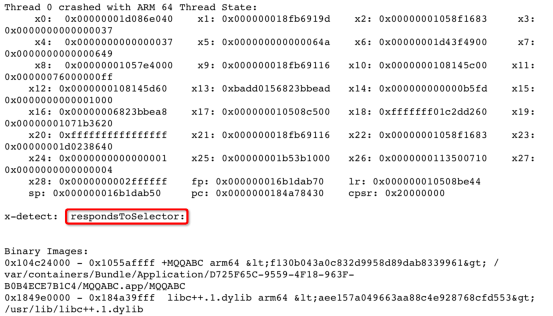 Thread 0 crashed with ARM 64 Thread State:
x0: 0x00000001d086e040 x1: 0x000000018fb6919d x2: 0x00000001058f1683 x3:
0x0000000000000037
x4: 0x0000000000000037 x5: 0x000000000000064a x6: 0x00000001d43f4900 x7:
0x0000000000000649
x8: 0x00000001057e4000 x9: 0x000000018fb69116 x10: 0x0000000108145c00 x11:
0x00000076000000ff
x12: 0x0000000108145d60 x13: 0xbadd0156823bbead x14: 0x000000000000b5fd x15:
0x0000000000001000
x16: 0x00000006823bbea8 x17: 0x000000010508c500 x18: 0xfffffff01c2dd260 x19:
0x00000001071b3620
x20: 0xffffffffffffffff x21: 0x000000018fb69116 x22: 0x00000001058f1683 x23:
0x00000001d0238640
x24: 0x0000000000000001 x25: 0x00000001b53b1000 x26: 0x0000000113500710 x27:
0x0000000000000004
x28: 0x0000000002ffffff fp: 0x000000016b1dab70 lr: 0x000000010508be44
sp: 0x000000016b1dab50 pc: 0x0000000184a78430 cpsr: 0x20000000
x-detect: respondsToSelector:
Binary Images:
0x104c24000 - 0x1055affff +MQQABC arm64 &lt;f130b043a0c832d9958d89dab8339961&gt; /
var/containers/Bundle/Application/D725F65C-9559-4F18-963F-
B0B4ECE7B1C4/MQQABC.app/MQQABC
0x1849e0000 - 0x184a39fff libc++.1.dylib arm64 &lt;aee157a049663aa88c4e928768cfd553&gt;
/usr/lib/libc++.1.dylib